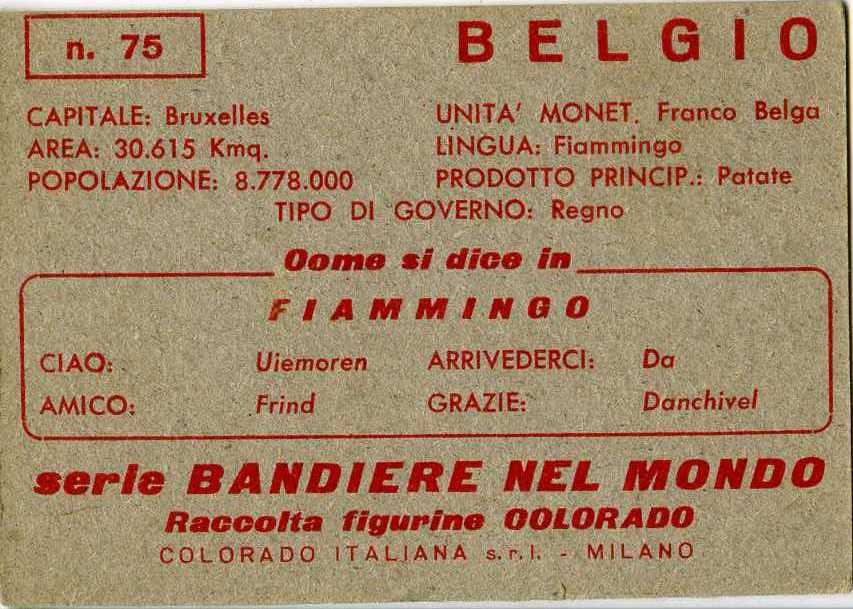 n. 75
BELGIO
CAPITALE: Bruxelles
UNITA' MONET. Franco Belga
AREA: 30.615 Kmq.
LINGUA: Fiammingo
POPOLAZIONE: 8.778.000
PRODOTTO PRINCIP.: Patate
TIPO DI GOVERNO: Regno
Come si dice in
FIAMMINGO
CIAO: Uiemoren
ARRIVEDERCI: Da
AMICO: Frind
GRAZIE: Danchivel
serie BANDIERE NEL MONDO
Raccolta figurine COLORADO
COLORADO ITALIANA s.r.l. - MILANO